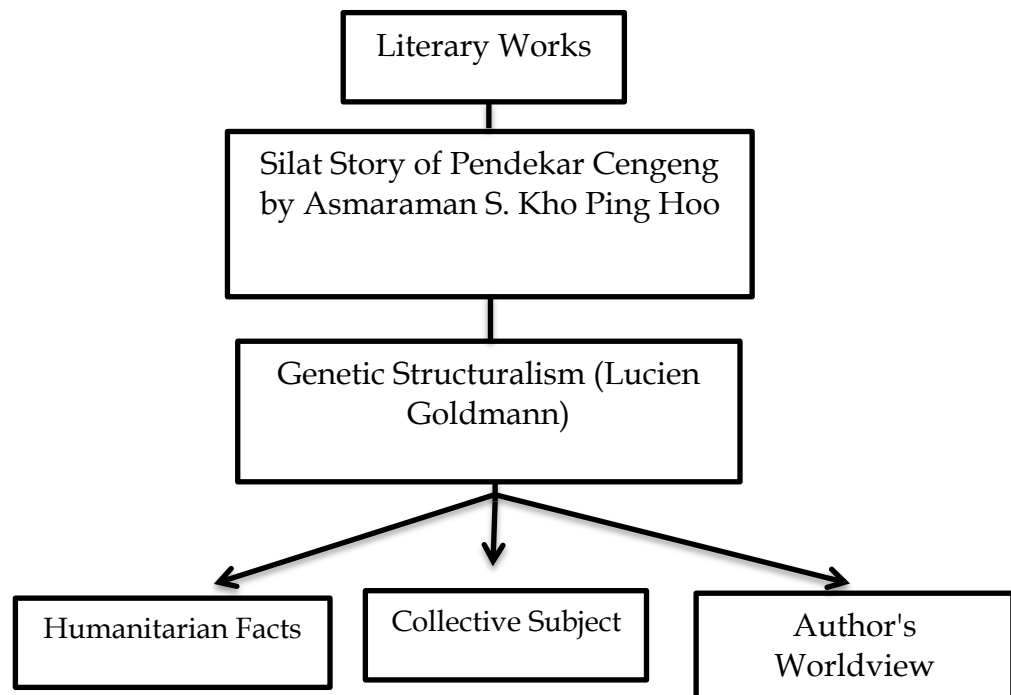 Literary Works
Silat Story of Pendekar Cengeng
by Asmaraman S. Kho Ping Hoo
Genetic Structuralism (Lucien
Goldmann)
Humanitarian Facts
Collective Subject
Author's
Worldview